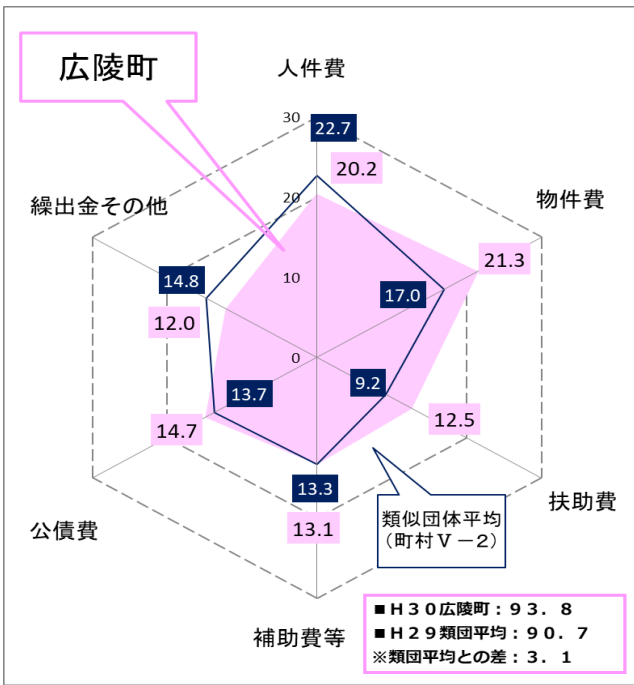 広陵町
人件費
30
22.7
20.2
20
物件費
繰出金その他
21.3
10
14.8
17.0
12.0
0
9.2
13.7
12.5
14.7
13.3
扶助費
類似団体平均
(町村Ⅴ－2)
13.1
公債費
補助費等
■H30広陵町：93．8
■H29類団平均：90．7
※類団平均との差：3．1